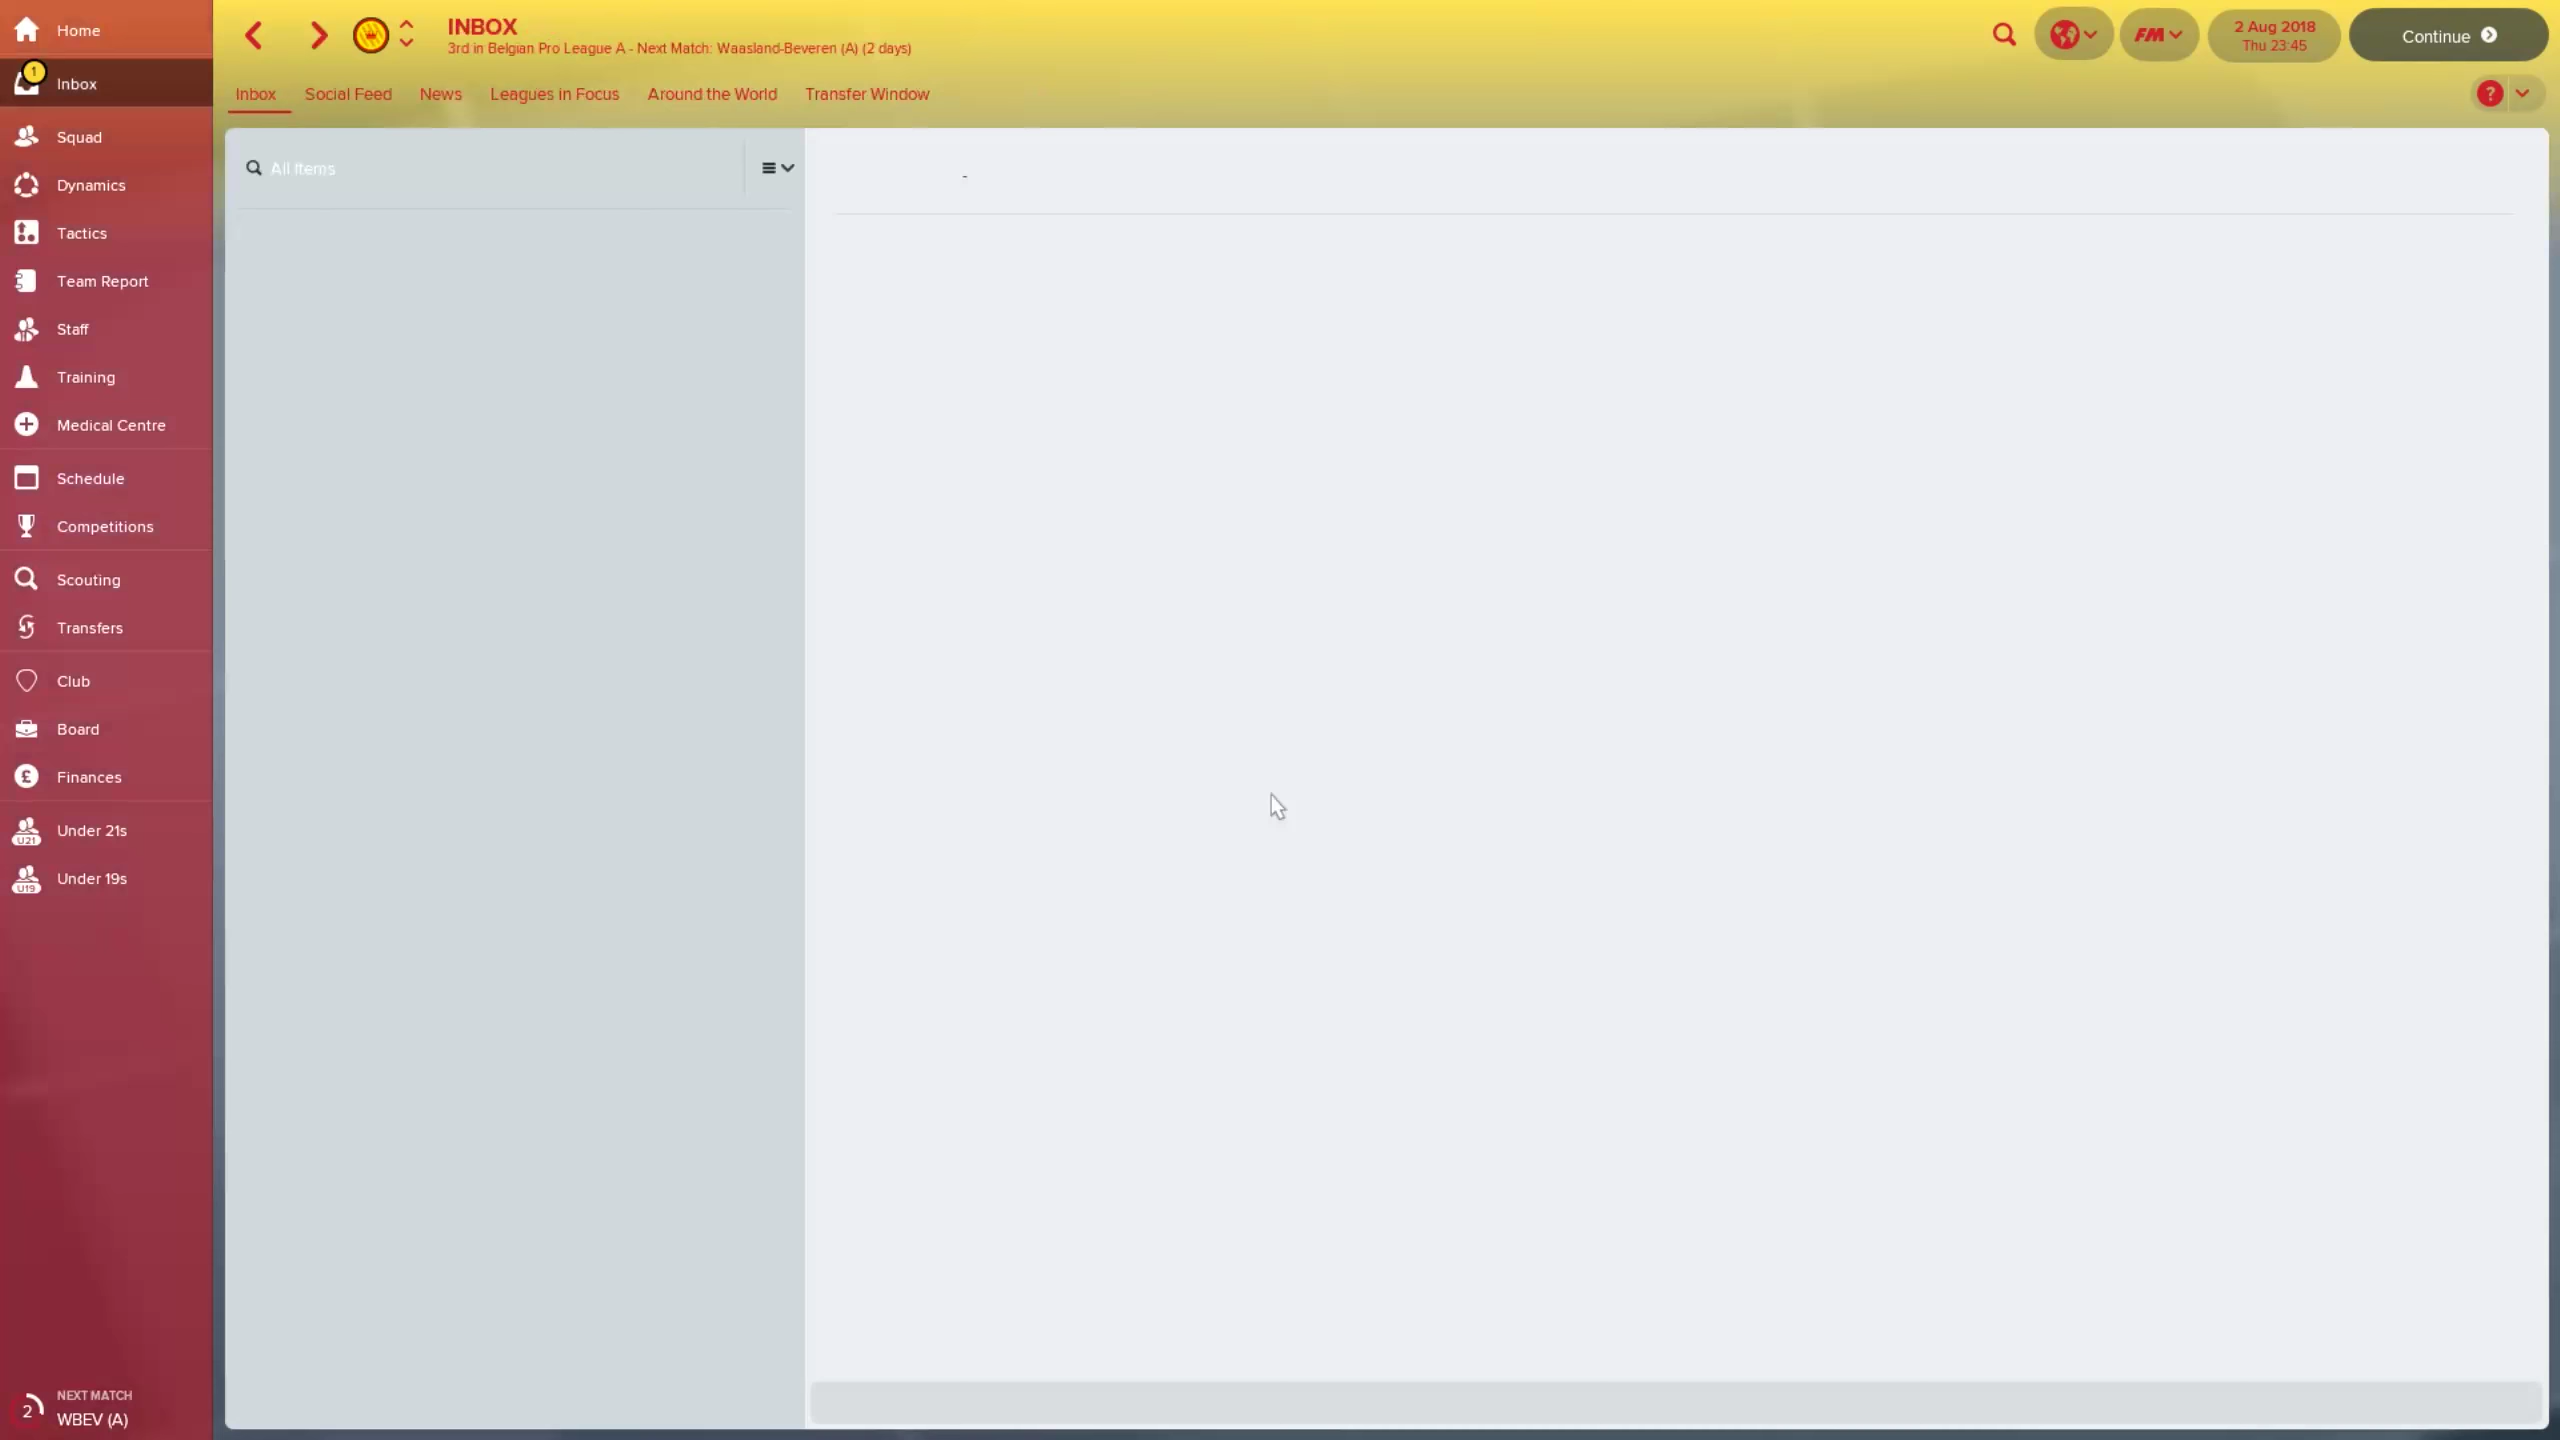 Home
1
Inbox
Squad
Dynamics
Tactics
Team Report
Staff
Training
Medical Centre
Schedule
Competitions
Scouting
Transfers
Club
Board
Finances
U21
Under 21s
U19
Under 19s
2
NEXT MATCH
WBEV (A)
INBOX
3rd in Belgian Pro League A - Next Match: Waasland-Beveren (A) (2 days)
FM
2 Aug 2018
Thu 23:45
Continue
Inbox Social Feed News Leagues in Focus Around the World Transfer Window
?
All Items
-